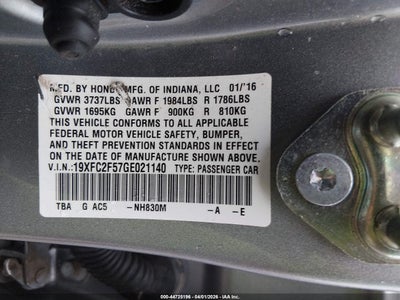 MFD. BY HONDA MFG. OF INDIANA, LLC 01/'16
GVWR 3737LBS GAWR F 1984LBS R 1786LBS
GVWR 1695KG GAWR F 900KG R 810KG
THIS VEHICLE CONFORMS TO ALL APPLICABLE
FEDERAL MOTOR VEHICLE SAFETY, BUMPER,
AND THEFT PREVENTION STANDARDS IN EFFECT
ON THE DATE OF MANUFACTURE SHOWN ABOVE.
V.I.N.:19XFC2F57GE021140 TYPE: PASSENGER CAR
TBA G AC5 -NH830M -A -E
000-44725196 - 04/01/2026 - IAA, Inc.